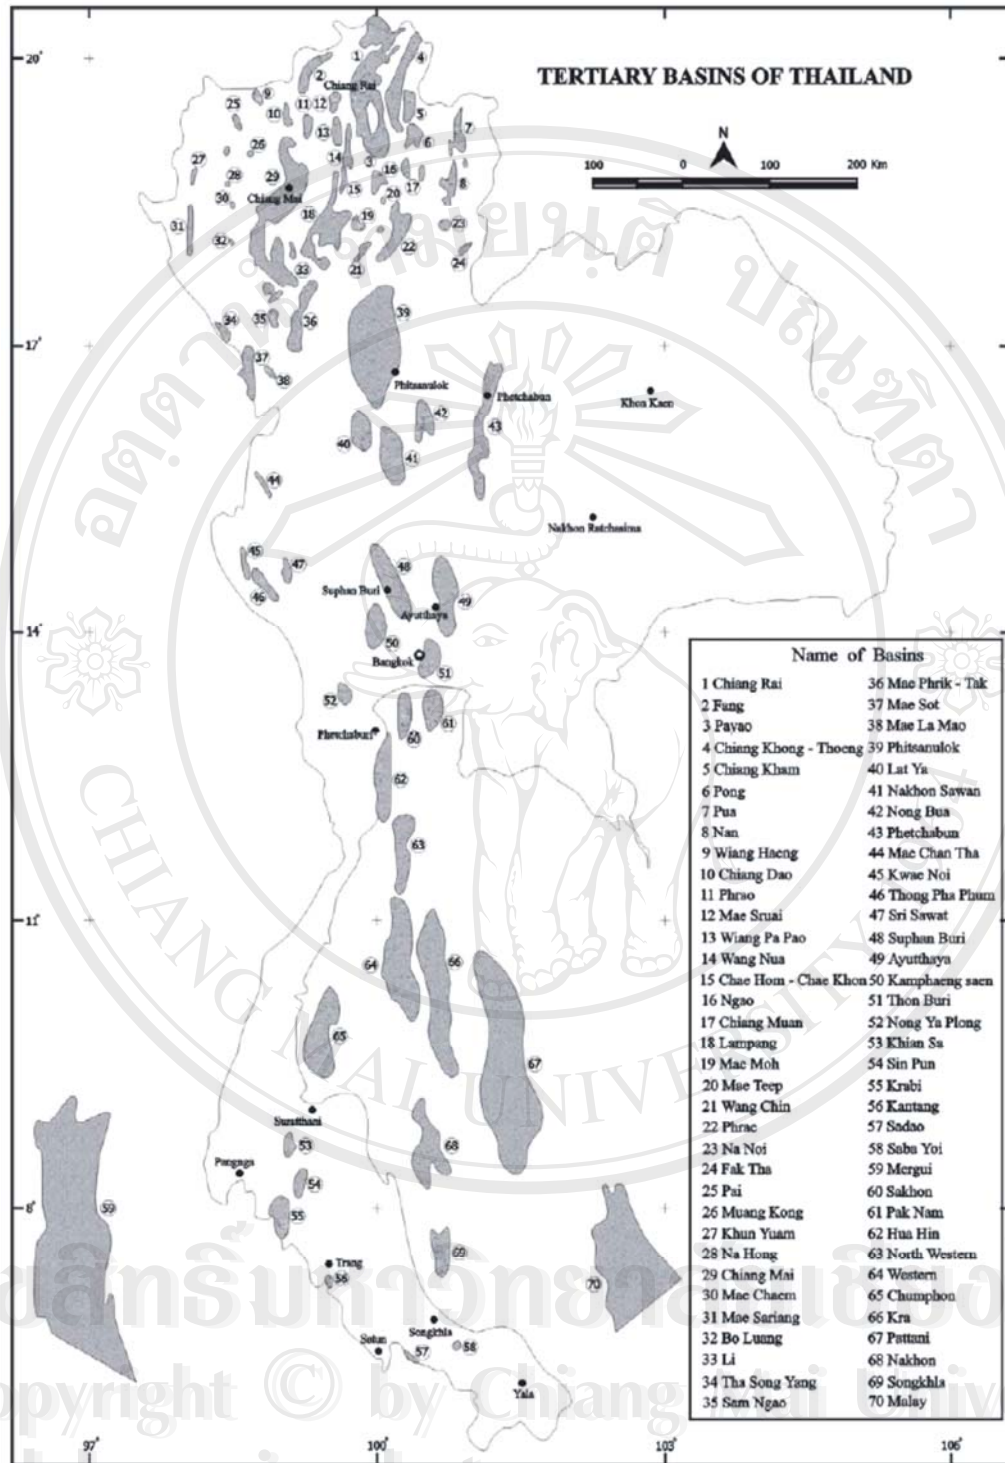 TERTIARY BASINS OF THAILAND
N
100 0 100 200 Km
20°
17°
14°
11°
8°
97° 100° 103° 106°
Chiang Rai
Chiang Mai
Phitsanulok
Phetchabun
Khon Kaen
Nakhon Ratchasima
Suphan Buri
Ayutthaya
Bangkok
Phetchaburi
Suratthani
Pangnga
Trang
Songkhla
Satun
Yala
Name of Basins
1 Chiang Rai
2 Fang
3 Payao
4 Chiang Khong - Thoeng
5 Chiang Kham
6 Pong
7 Pua
8 Nan
9 Wiang Haeng
10 Chiang Dao
11 Phrao
12 Mae Sruai
13 Wiang Pa Pao
14 Wang Nua
15 Chae Hom - Chae Khon
16 Ngao
17 Chiang Muan
18 Lampang
19 Mae Moh
20 Mae Teep
21 Wang Chin
22 Phrae
23 Na Noi
24 Fak Tha
25 Pai
26 Muang Kong
27 Khun Yuam
28 Na Hong
29 Chiang Mai
30 Mae Chaem
31 Mae Sariang
32 Bo Luang
33 Li
34 Tha Song Yang
35 Sam Ngao
36 Mae Phrik - Tak
37 Mae Sot
38 Mae La Mao
39 Phitsanulok
40 Lat Ya
41 Nakhon Sawan
42 Nong Bua
43 Phetchabun
44 Mae Chan Tha
45 Kwae Noi
46 Thong Pha Phum
47 Sri Sawat
48 Suphan Buri
49 Ayutthaya
50 Kamphaeng saen
51 Thon Buri
52 Nong Ya Plong
53 Khian Sa
54 Sin Pun
55 Krabi
56 Kantang
57 Sadao
58 Saba Yoi
59 Mergui
60 Sakhon
61 Pak Nam
62 Hua Hin
63 North Western
64 Western
65 Chumphon
66 Kra
67 Pattani
68 Nakhon
69 Songkhla
70 Malay
CHIANG MAI UNIVERSITY 1964
opyright © by Chiang Mai Univ